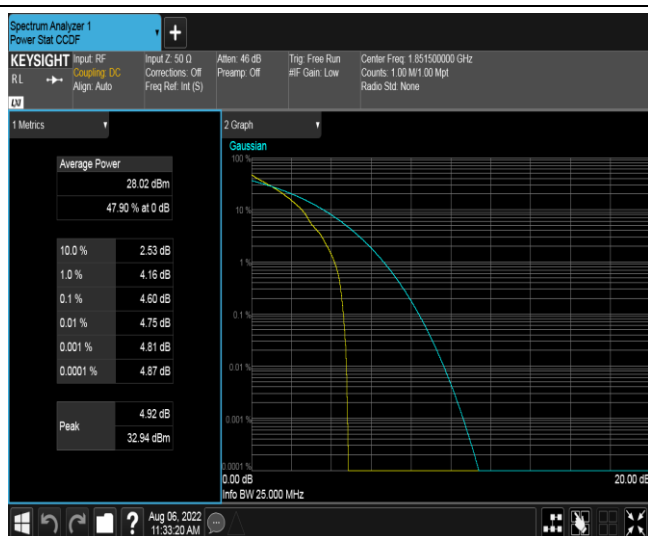 Spectrum Analyzer 1
Power Stat CCDF
KEYSIGHT
RL
LXI
Input: RF
Coupling: DC
Align: Auto
Input Z: 50 Ω
Corrections: Off
Freq Ref: Int (S)
Atten: 46 dB
Preamp: Off
Trig: Free Run
#IF Gain: Low
Center Freq: 1.851500000 GHz
Counts: 1.00 M/1.00 Mpt
Radio Std: None
1 Metrics
Average Power
28.02 dBm
47.90 % at 0 dB
10.0 % 2.53 dB
1.0 % 4.16 dB
0.1 % 4.60 dB
0.01 % 4.75 dB
0.001 % 4.81 dB
0.0001 % 4.87 dB
Peak
4.92 dB
32.94 dBm
2 Graph
Gaussian
100 %
10 %
1 %
0.1 %
0.01 %
0.001 %
0.0001 %
0.00 dB
20.00 dB
Info BW 25.000 MHz
?
Aug 06, 2022
11:33:20 AM